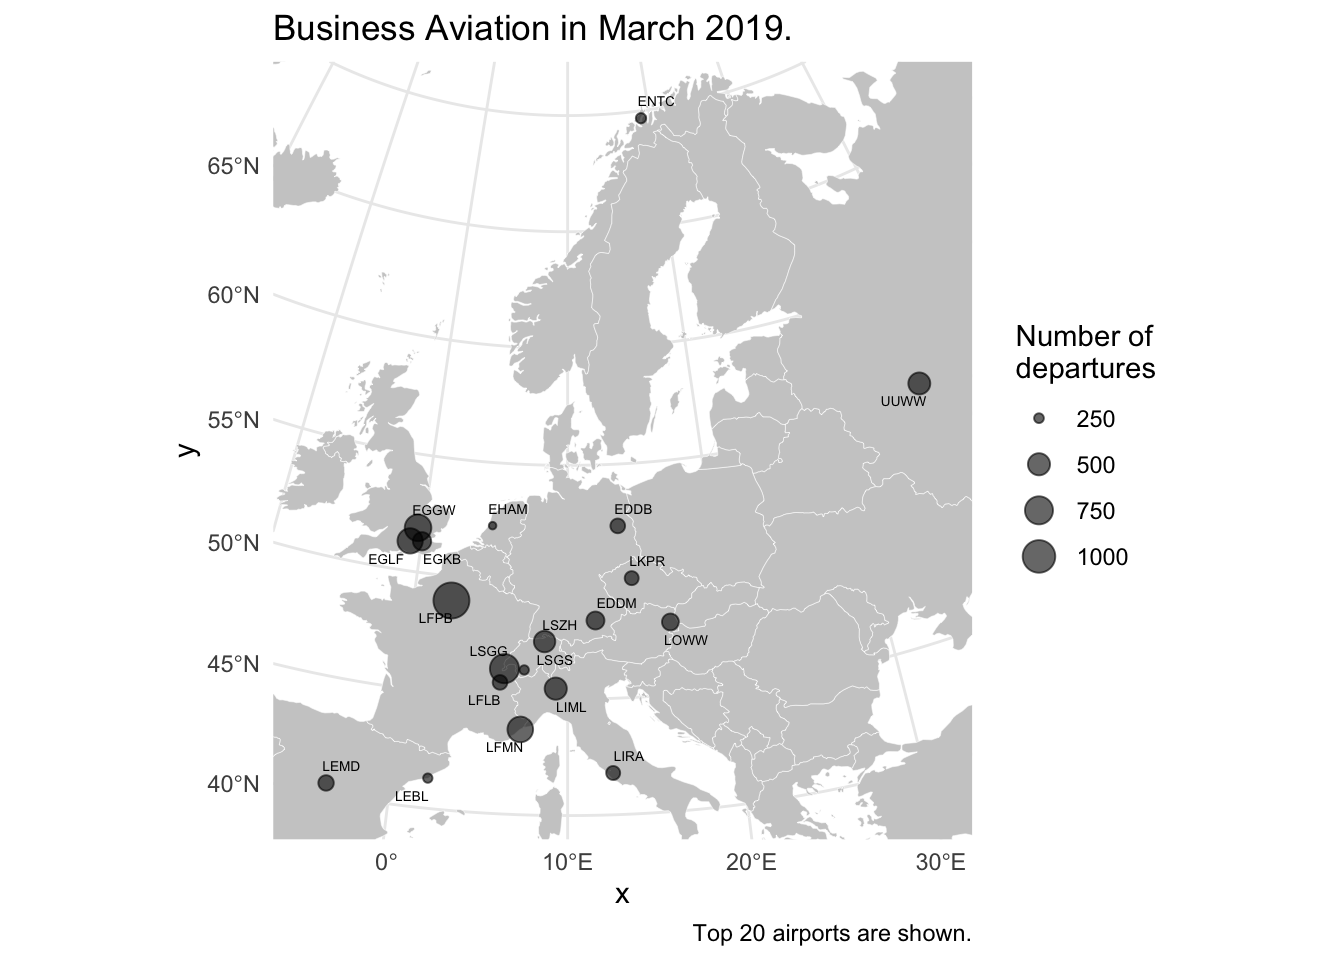 Business Aviation in March 2019.
ENTC
65°N
60°N
Number of
departures
UUWW
250
55°N
y
500
EGGW
EHAM
EDDB
750
50°N
EGLF
EGKB
LKPR
1000
EDDM
LFPB
LSZH
LOWW
LSGG
LSGS
45°N
LFLB
LIML
LFMN
LIRA
LEMD
40°N
LEBL
0°
10°E
20°E
30°E
x
Top 20 airports are shown.